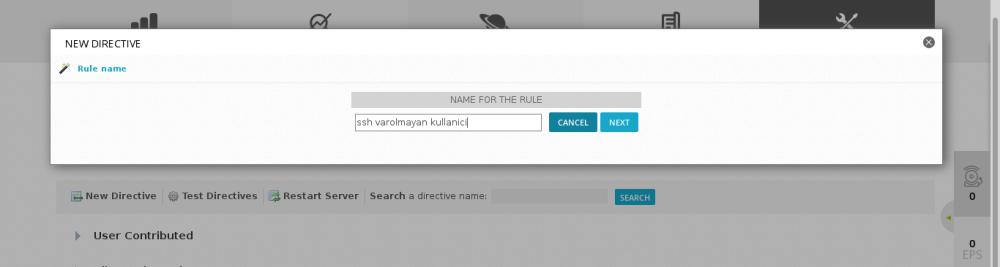 NEW DIRECTIVE
Rule name
NAME FOR THE RULE
ssh varolmayan kullanici
CANCEL
NEXT
New Directive
Test Directives
Restart Server
Search a directive name:
SEARCH
0
User Contributed
0
EPS